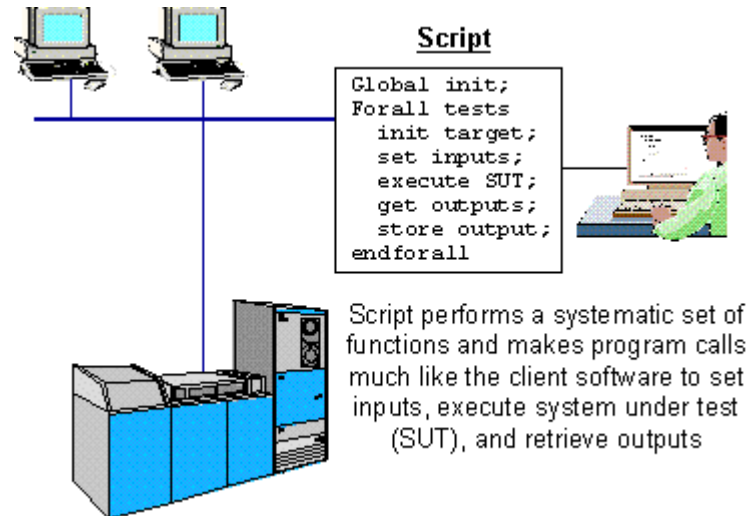 Script
Global init;
Forall tests
init target;
set inputs;
execute SUT;
get outputs;
store output;
endforall
Script performs a systematic set of
functions and makes program calls
much like the client software to set
inputs, execute system under test
(SUT), and retrieve outputs